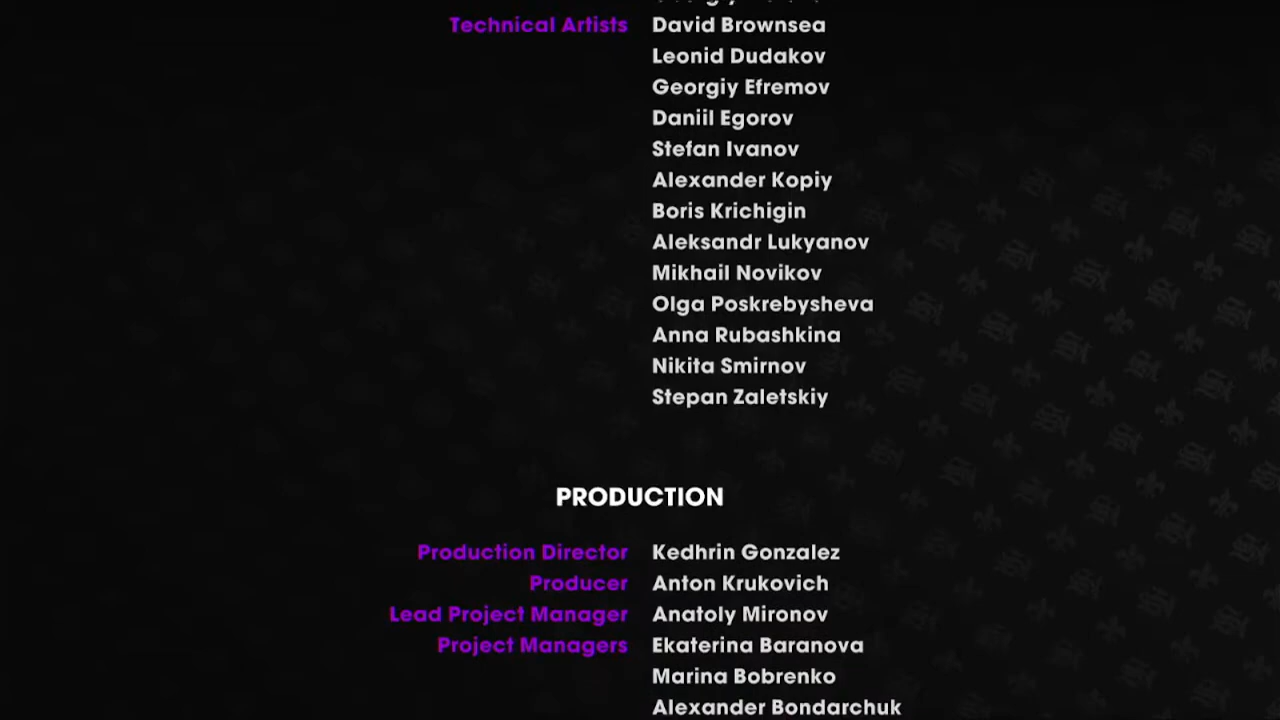 Technical Artists David Brownsea
Leonid Dudakov
Georgiy Efremov
Daniil Egorov
Stefan Ivanov
Alexander Kopiy
Boris Krichigin
Aleksandr Lukyanov
Mikhail Novikov
Olga Poskrebysheva
Anna Rubashkina
Nikita Smirnov
Stepan Zaletskiy
PRODUCTION
Production Director Kedhrin Gonzalez
Producer Anton Krukovich
Lead Project Manager Anatoly Mironov
Project Managers Ekaterina Baranova
Marina Bobrenko
Alexander Bondarchuk